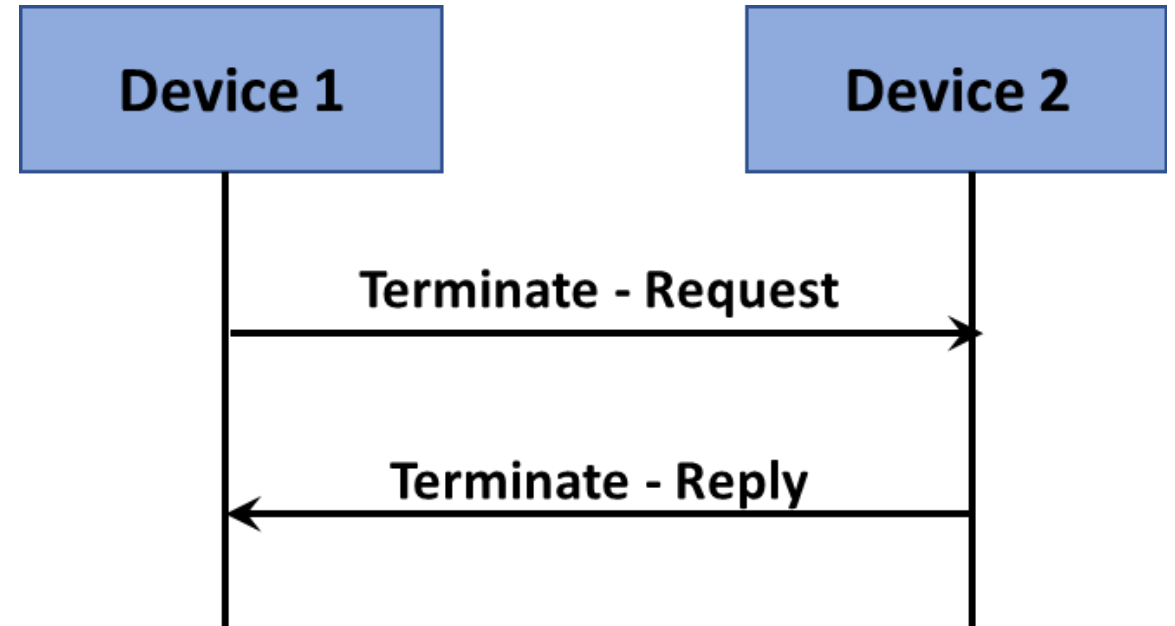 Device 1
Device 2
Terminate - Request
Terminate - Reply